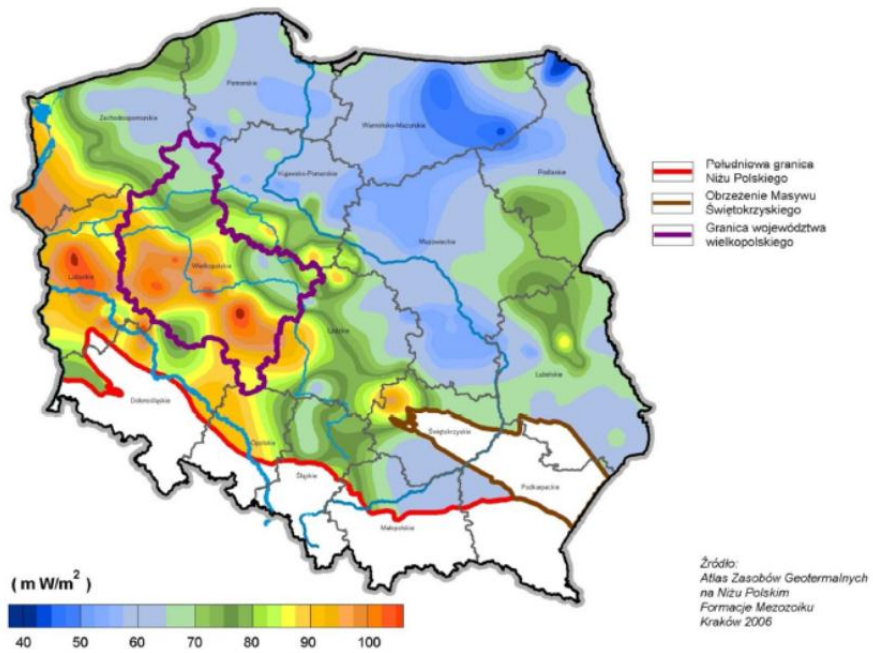 Pomorskie
Zachodniopomorskie
Warmińsko-Mazurskie
Kujawsko-Pomorskie
Podlaskie
Mazowieckie
Wielkopolskie
Lubuskie
Łódzkie
Lubelskie
Dolnośląskie
Świętokrzyskie
Opolskie
Śląskie
Podkarpackie
Małopolskie
Południowa granica
Niżu Polskiego
Obrzeżenie Masywu
Świętokrzyskiego
Granica województwa
wielkopolskiego
( m W/m²)
40 50 60 70 80 90 100
Źródło:
Atlas Zasobów Geotermalnych
na Niżu Polskim
Formacje Mezozoiku
Kraków 2006